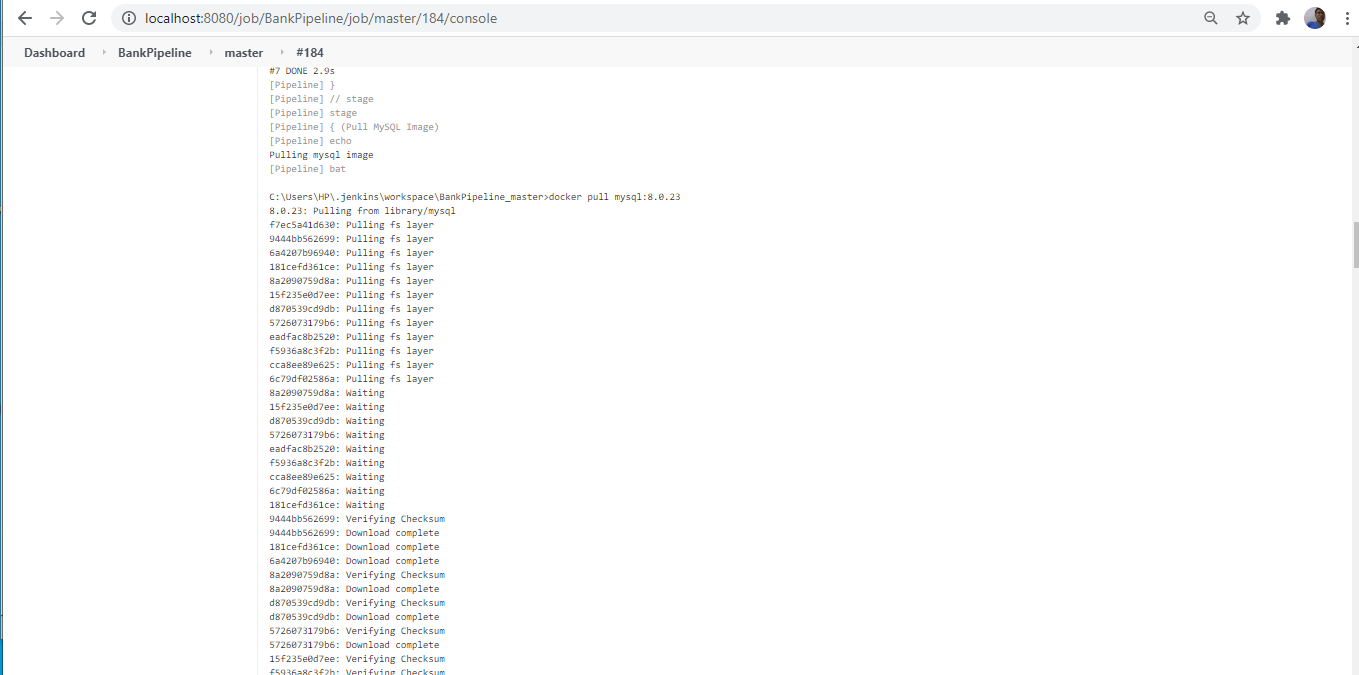 localhost:8080/job/BankPipeline/job/master/184/console
Dashboard BankPipeline master #184
#7 DONE 2.9s
[Pipeline] }
[Pipeline] // stage
[Pipeline] stage
[Pipeline] { (Pull MySQL Image)
[Pipeline] echo
Pulling mysql image
[Pipeline] bat
C:\Users\HP\.jenkins\workspace\BankPipeline_master>docker pull mysql:8.0.23
8.0.23: Pulling from library/mysql
f7ec5a41d630: Pulling fs layer
9444bb562699: Pulling fs layer
6a4207b96940: Pulling fs layer
181cefd361ce: Pulling fs layer
8a2090759d8a: Pulling fs layer
15f235e0d7ee: Pulling fs layer
d870539cd9db: Pulling fs layer
5726073179b6: Pulling fs layer
eadfac8b2520: Pulling fs layer
f5936a8c3f2b: Pulling fs layer
cca8ee89e625: Pulling fs layer
6c79df02586a: Pulling fs layer
8a2090759d8a: Waiting
15f235e0d7ee: Waiting
d870539cd9db: Waiting
5726073179b6: Waiting
eadfac8b2520: Waiting
f5936a8c3f2b: Waiting
cca8ee89e625: Waiting
6c79df02586a: Waiting
181cefd361ce: Waiting
9444bb562699: Verifying Checksum
9444bb562699: Download complete
181cefd361ce: Download complete
6a4207b96940: Download complete
8a2090759d8a: Verifying Checksum
8a2090759d8a: Download complete
d870539cd9db: Verifying Checksum
d870539cd9db: Download complete
5726073179b6: Verifying Checksum
5726073179b6: Download complete
15f235e0d7ee: Verifying Checksum
f5936a8c3f2b: Verifying Checksum